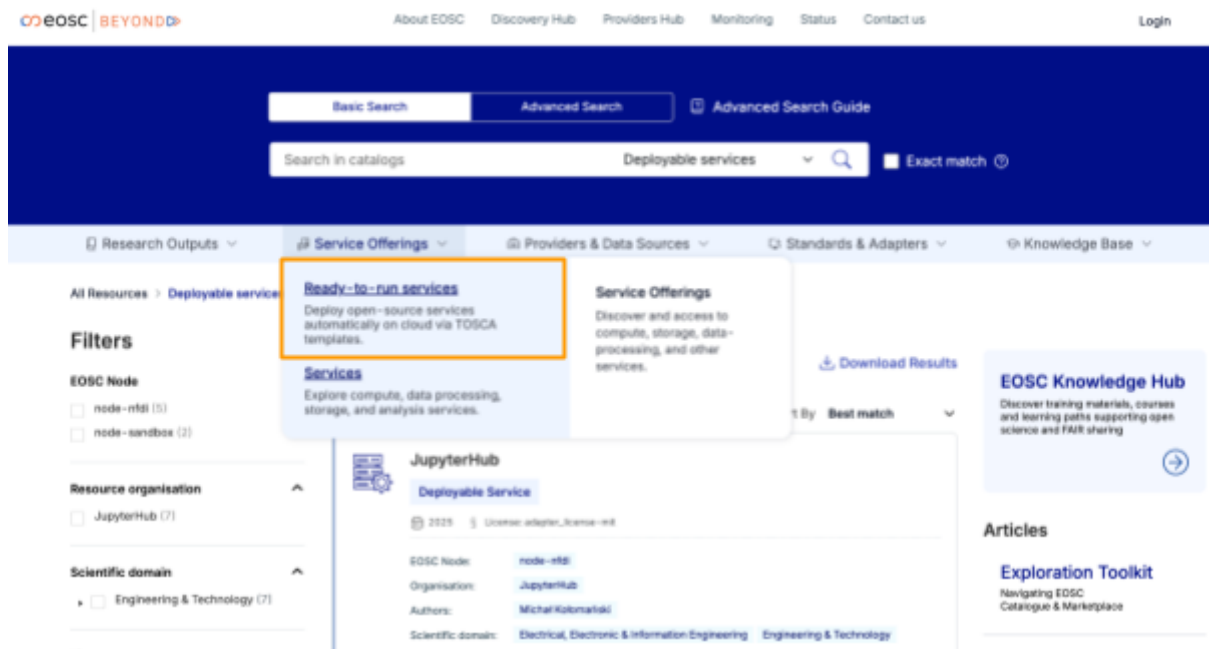 eosc BEYOND
About EOSC Discovery Hub Providers Hub Monitoring Status Contact us Login
Basic Search Advanced Search Advanced Search Guide
Search in catalogs Deployable services Exact match
Research Outputs Service Offerings Providers & Data Sources Standards & Adapters Knowledge Base
All Resources > Deployable service
Ready-to-run services
Deploy open-source services
automatically on cloud via TOSCA
templates.
Services
Explore compute, data processing,
storage, and analysis services.
Service Offerings
Discover and access to
compute, storage, data-
processing, and other
services.
Filters
EOSC Node
node-nfdi (5)
node-sandbox (2)
Resource organisation
JupyterHub (7)
Scientific domain
Engineering & Technology (7)
Download Results
t By Best match
JupyterHub
Deployable Service
2025 License: adapter_license-mit
EOSC Node: node-nfdi
Organisation: JupyterHub
Authors: Michał Kołomański
Scientific domain: Electrical, Electronic & Information Engineering Engineering & Technology
EOSC Knowledge Hub
Discover training materials, courses
and learning paths supporting open
science and FAIR sharing
Articles
Exploration Toolkit
Navigating EOSC
Catalogue & Marketplace